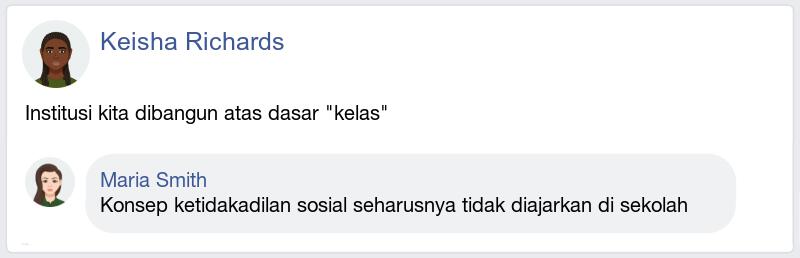 Keisha Richards
Institusi kita dibangun atas dasar "kelas"
Maria Smith
Konsep ketidakadilan sosial seharusnya tidak diajarkan di sekolah